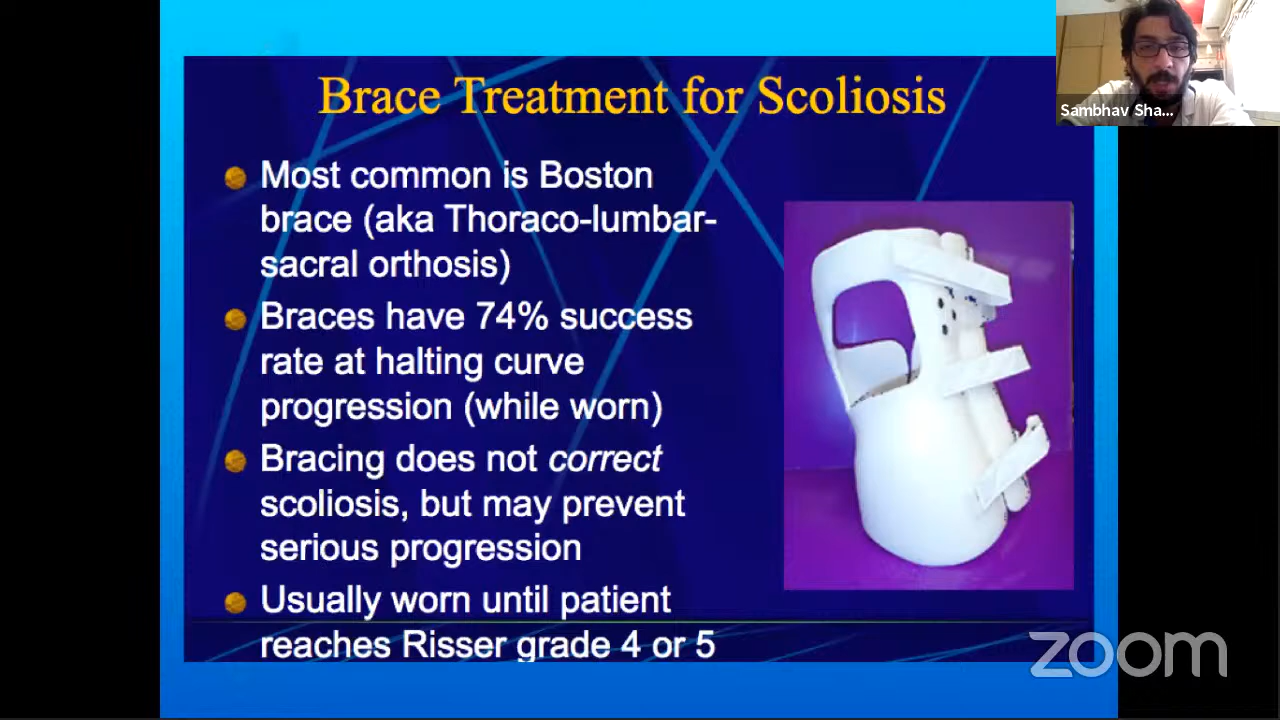 Brace Treatment for Scoliosis
Most common is Boston
brace (aka Thoraco-lumbar-
sacral orthosis)
Braces have 74% success
rate at halting curve
progression (while worn)
Bracing does not correct
scoliosis, but may prevent
serious progression
Usually worn until patient
reaches Risser grade 4 or 5
Sambhav Sha...
zoom